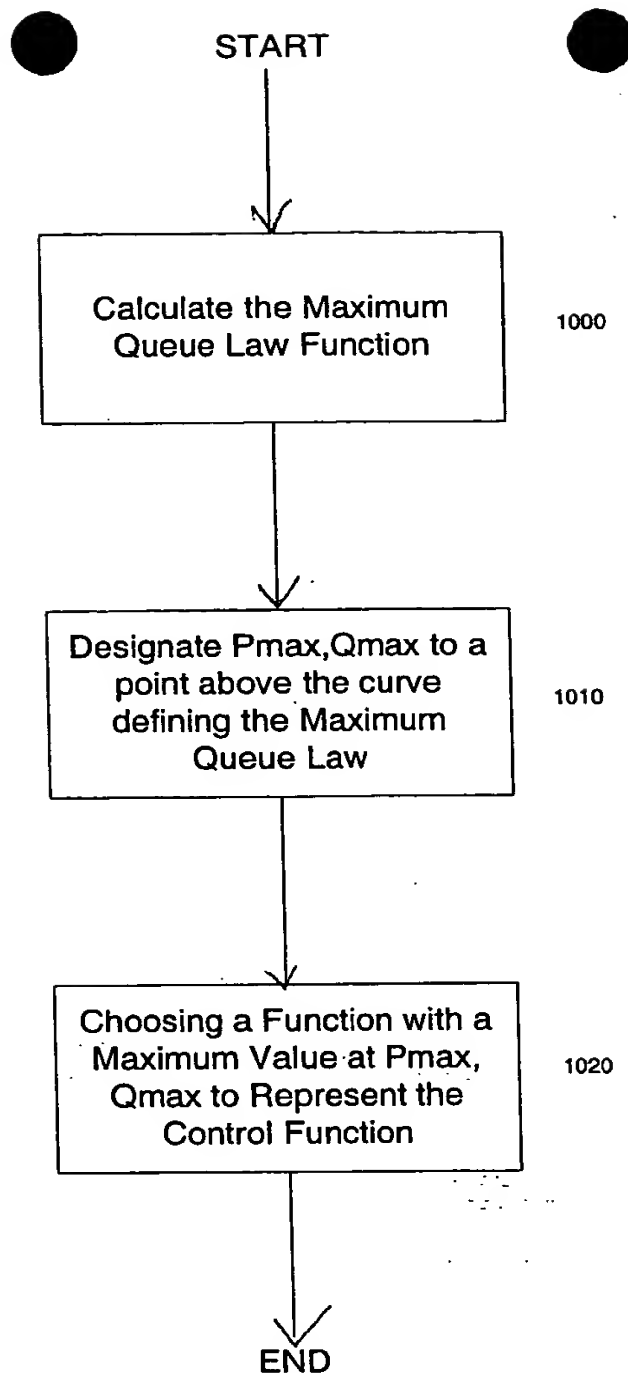 START
Calculate the Maximum
Queue Law Function
1000
Designate Pmax,Qmax to a
point above the curve
defining the Maximum
Queue Law
1010
Choosing a Function with a
Maximum Value at Pmax,
Qmax to Represent the
Control Function
1020
END